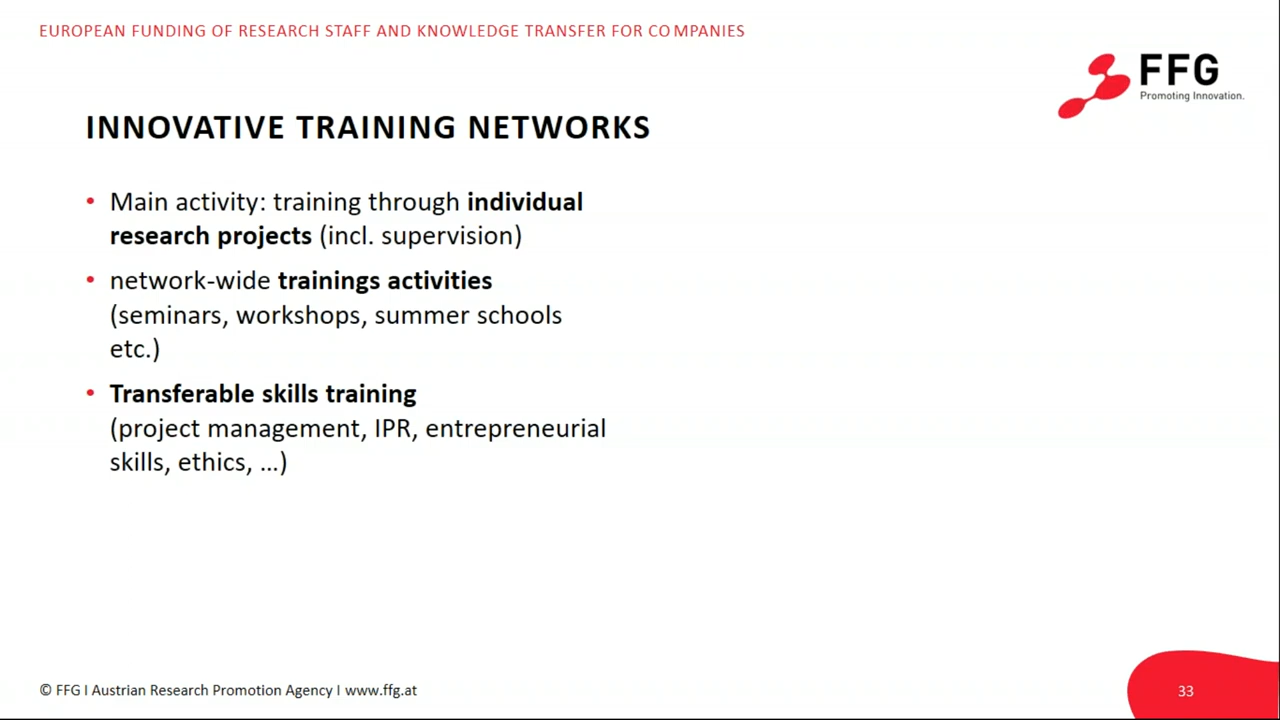 EUROPEAN FUNDING OF RESEARCH STAFF AND KNOWLEDGE TRANSFER FOR COMPANIES
FFG
Promoting Innovation.
INNOVATIVE TRAINING NETWORKS
• Main activity: training through individual
research projects (incl. supervision)
• network-wide trainings activities
(seminars, workshops, summer schools
etc.)
• Transferable skills training
(project management, IPR, entrepreneurial
skills, ethics, ...)
© FFG I Austrian Research Promotion Agency I www.ffg.at
33